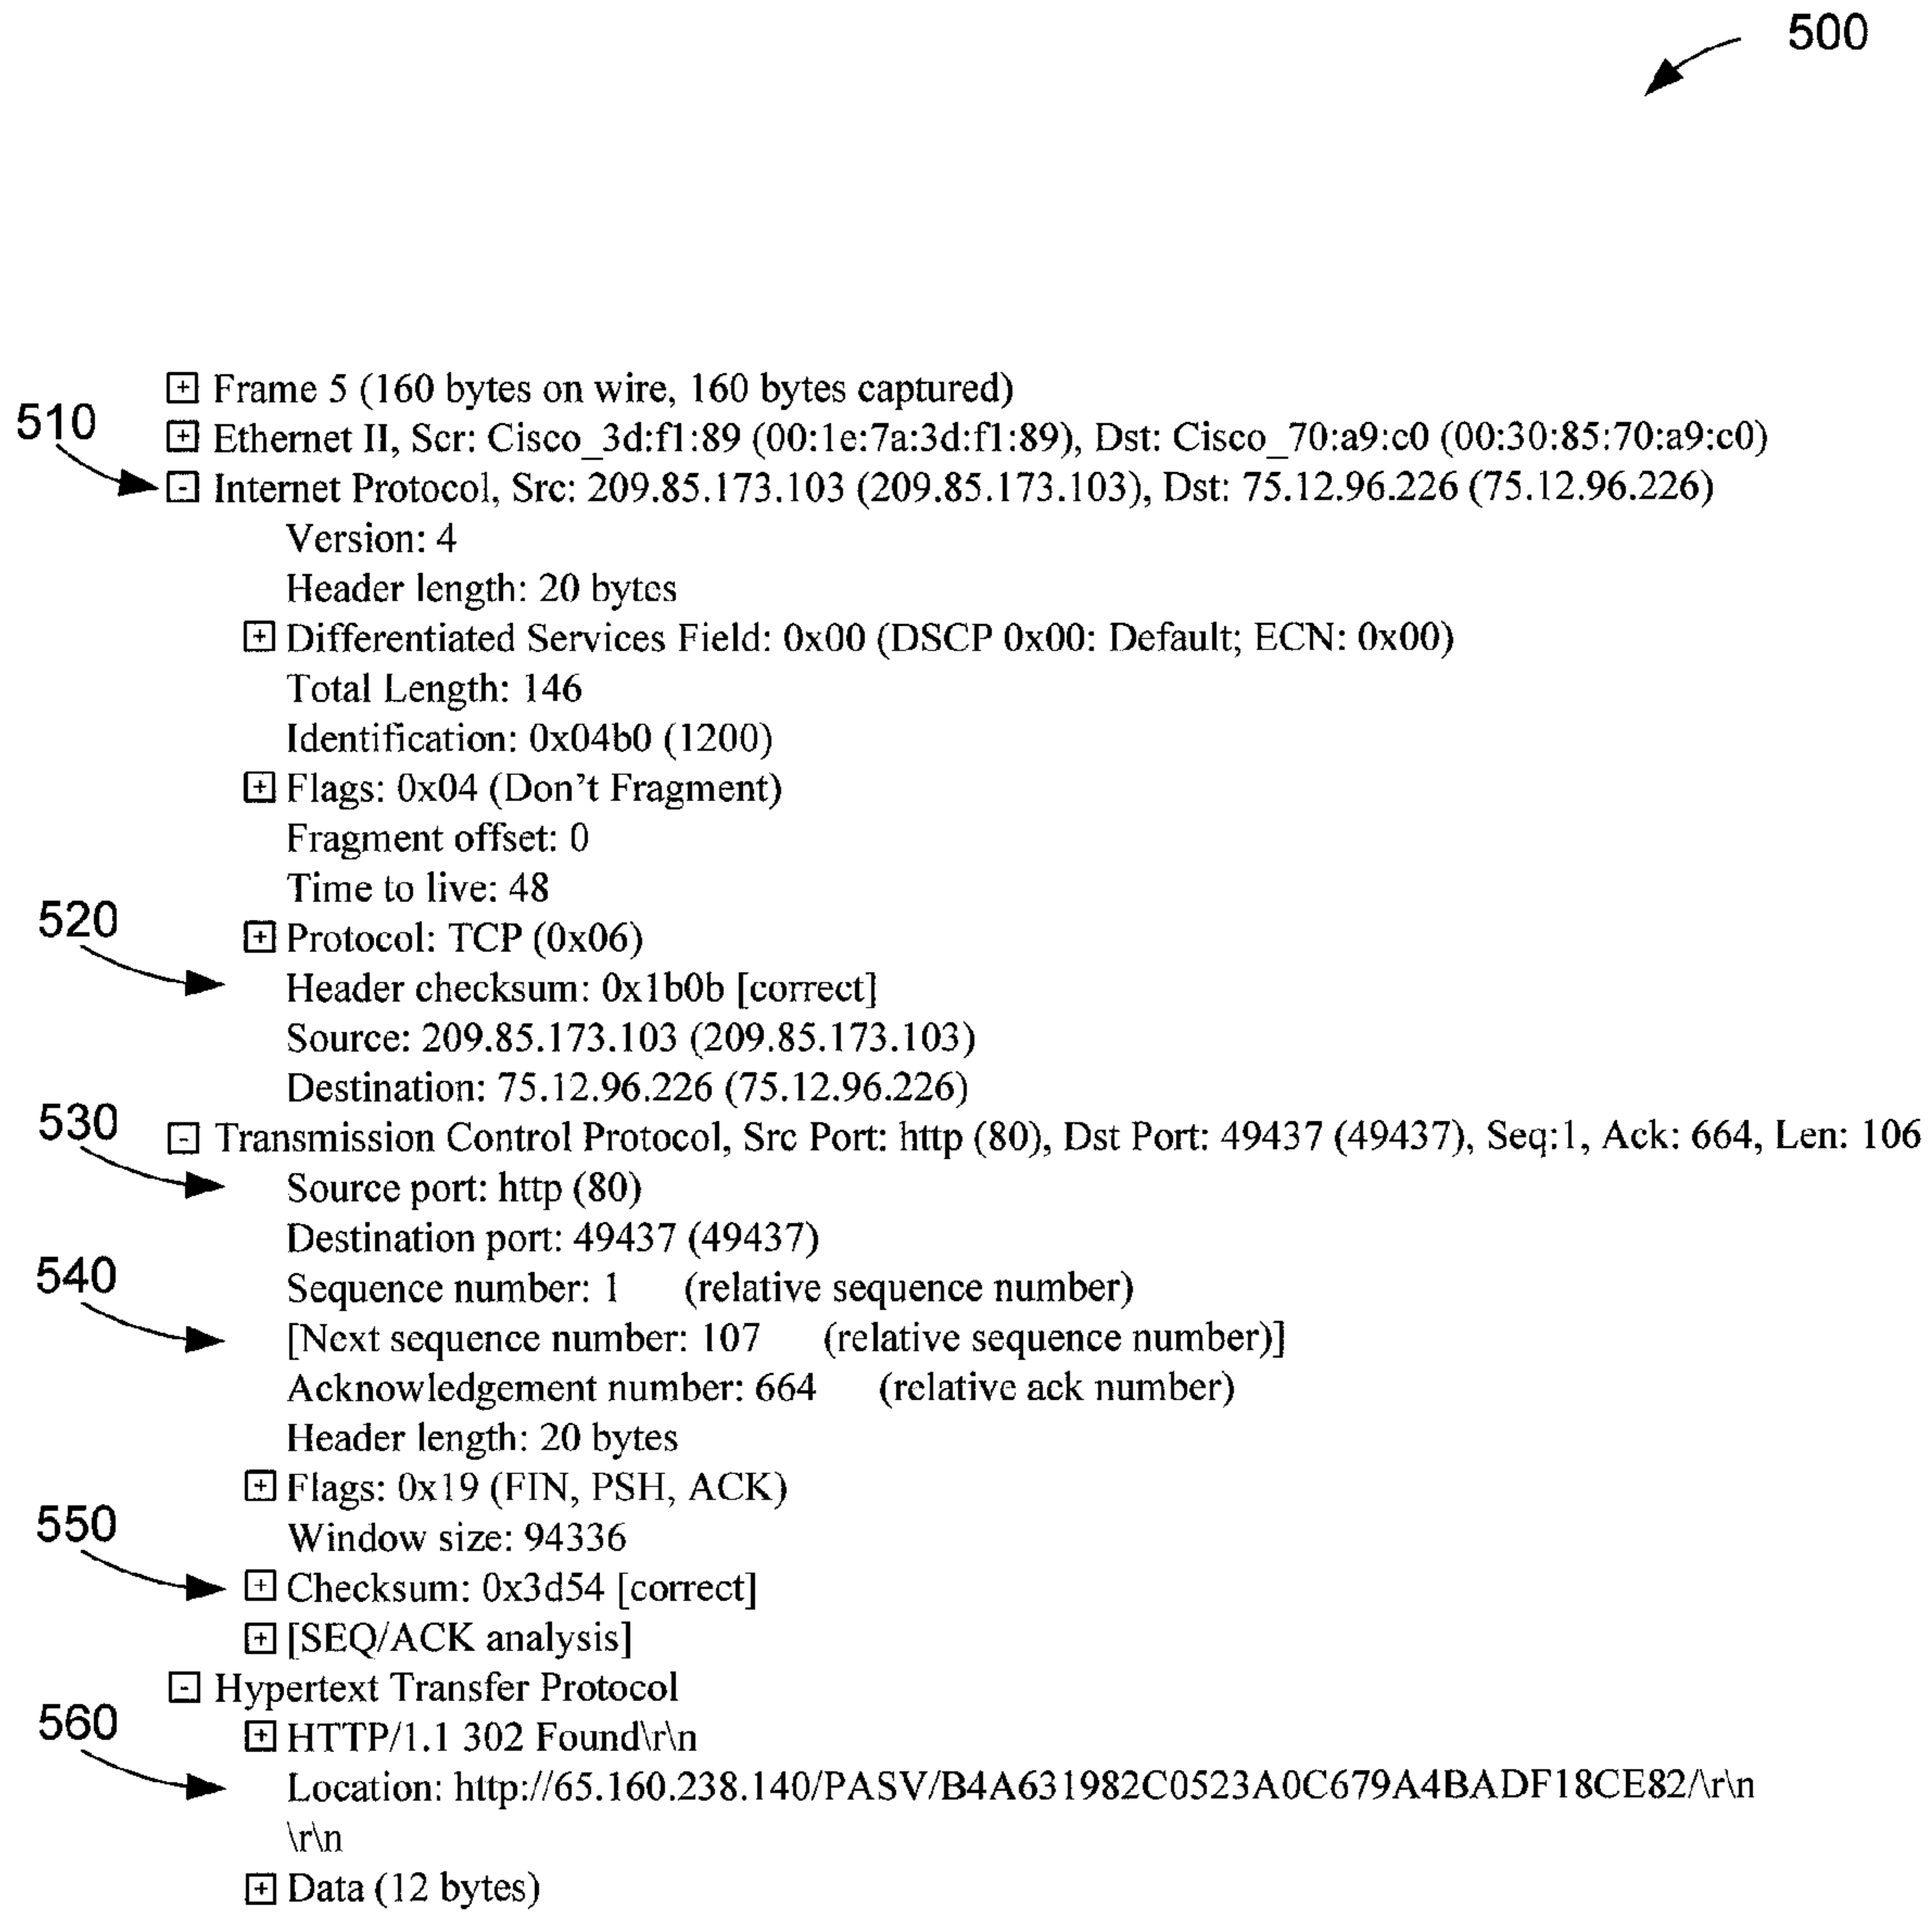 500
Frame 5 (160 bytes on wire, 160 bytes captured)
510
Ethernet II, Scr: Cisco_3d:f1:89 (00:1e:7a:3d:f1:89), Dst: Cisco_70:a9:c0 (00:30:85:70:a9:c0)
Internet Protocol, Src: 209.85.173.103 (209.85.173.103), Dst: 75.12.96.226 (75.12.96.226)
Version: 4
Header length: 20 bytes
Differentiated Services Field: 0x00 (DSCP 0x00: Default; ECN: 0x00)
Total Length: 146
Identification: 0x04b0 (1200)
Flags: 0x04 (Don't Fragment)
Fragment offset: 0
Time to live: 48
520
Protocol: TCP (0x06)
Header checksum: 0x1b0b [correct]
Source: 209.85.173.103 (209.85.173.103)
Destination: 75.12.96.226 (75.12.96.226)
530
Transmission Control Protocol, Src Port: http (80), Dst Port: 49437 (49437), Seq:1, Ack: 664, Len: 106
Source port: http (80)
Destination port: 49437 (49437)
540
Sequence number: 1 (relative sequence number)
[Next sequence number: 107 (relative sequence number)]
Acknowledgement number: 664 (relative ack number)
Header length: 20 bytes
Flags: 0x19 (FIN, PSH, ACK)
550
Window size: 94336
Checksum: 0x3d54 [correct]
[SEQ/ACK analysis]
Hypertext Transfer Protocol
560
HTTP/1.1 302 Found\r\n
Location: http://65.160.238.140/PASV/B4A631982C0523A0C679A4BADF18CE82/\r\n
\r\n
Data (12 bytes)